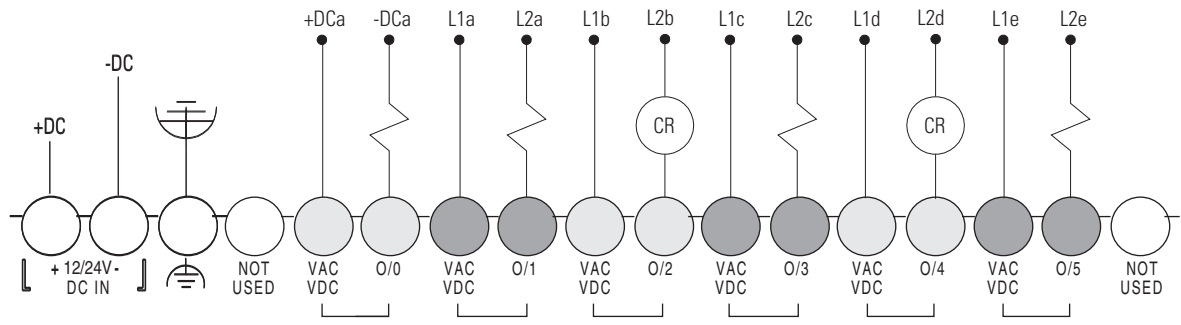 +DCa -DCa L1a L2a L1b L2b L1c L2c L1d L2d L1e L2e
-DC
+DC
CR CR
+ 12/24V -
DC IN
NOT
USED
VAC
VDC
O/0
VAC
VDC
O/1
VAC
VDC
O/2
VAC
VDC
O/3
VAC
VDC
O/4
VAC
VDC
O/5
NOT
USED